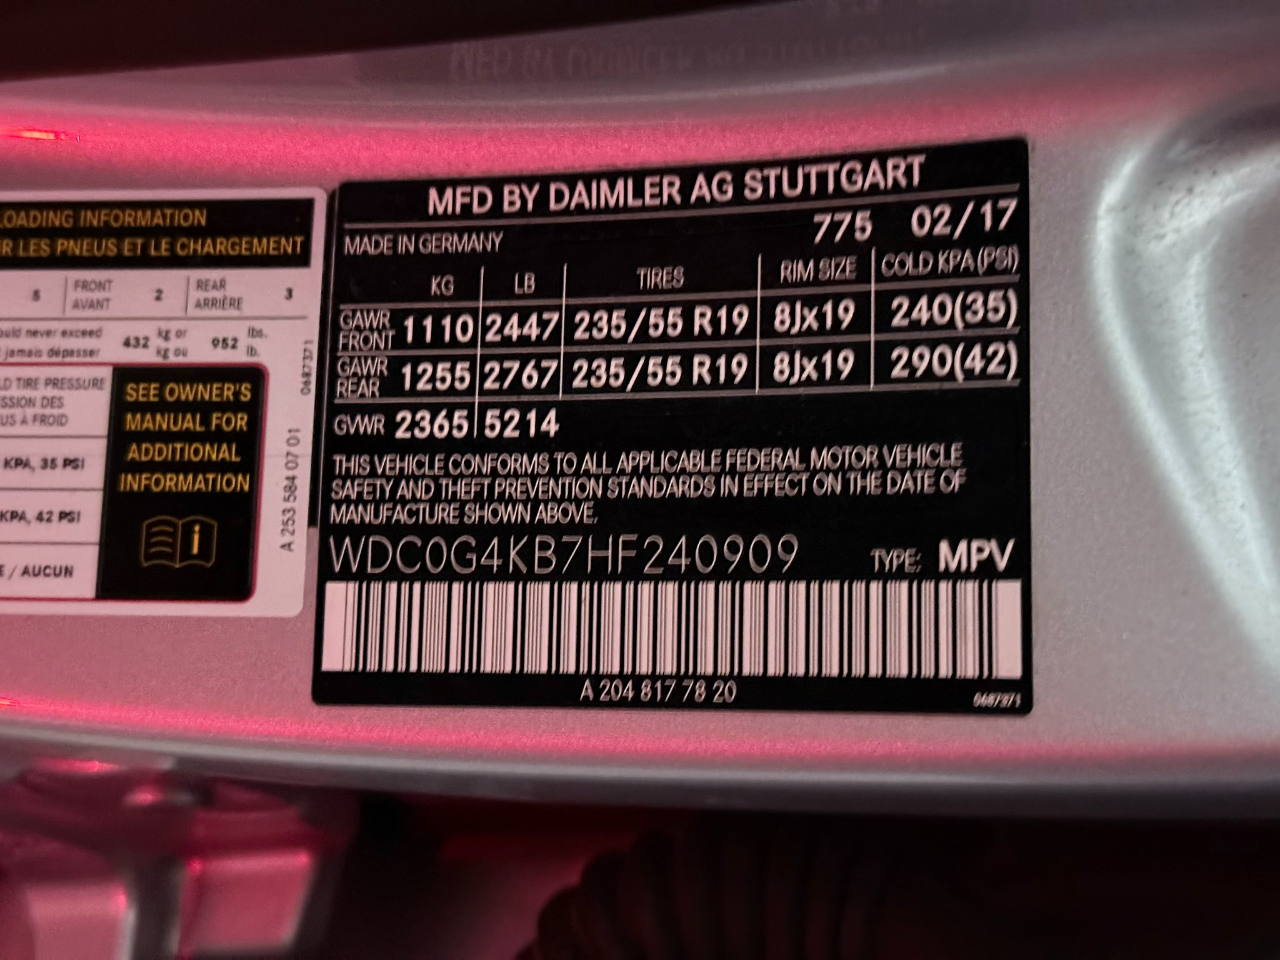 LOADING INFORMATION
R LES PNEUS ET LE CHARGEMENT
5 FRONT AVANT 2 REAR ARRIÈRE 3
ould never exceed 432 kg or 952 lbs.
jamais dépasser kg ou lb.
LD TIRE PRESSURE
SSION DES
US À FROID
KPA, 35 PSI
KPA, 42 PSI
E / AUCUN
SEE OWNER'S
MANUAL FOR
ADDITIONAL
INFORMATION
i
0687371
A 253 584 07 01
MFD BY DAIMLER AG STUTTGART
MADE IN GERMANY 775 02/17
KG LB TIRES RIM SIZE COLD KPA (PSI)
GAWR FRONT 1110 2447 235/55 R19 8Jx19 240(35)
GAWR REAR 1255 2767 235/55 R19 8Jx19 290(42)
GVWR 2365 5214
THIS VEHICLE CONFORMS TO ALL APPLICABLE FEDERAL MOTOR VEHICLE
SAFETY AND THEFT PREVENTION STANDARDS IN EFFECT ON THE DATE OF
MANUFACTURE SHOWN ABOVE.
WDC0G4KB7HF240909 TYPE: MPV
A 204 817 78 20 0687371